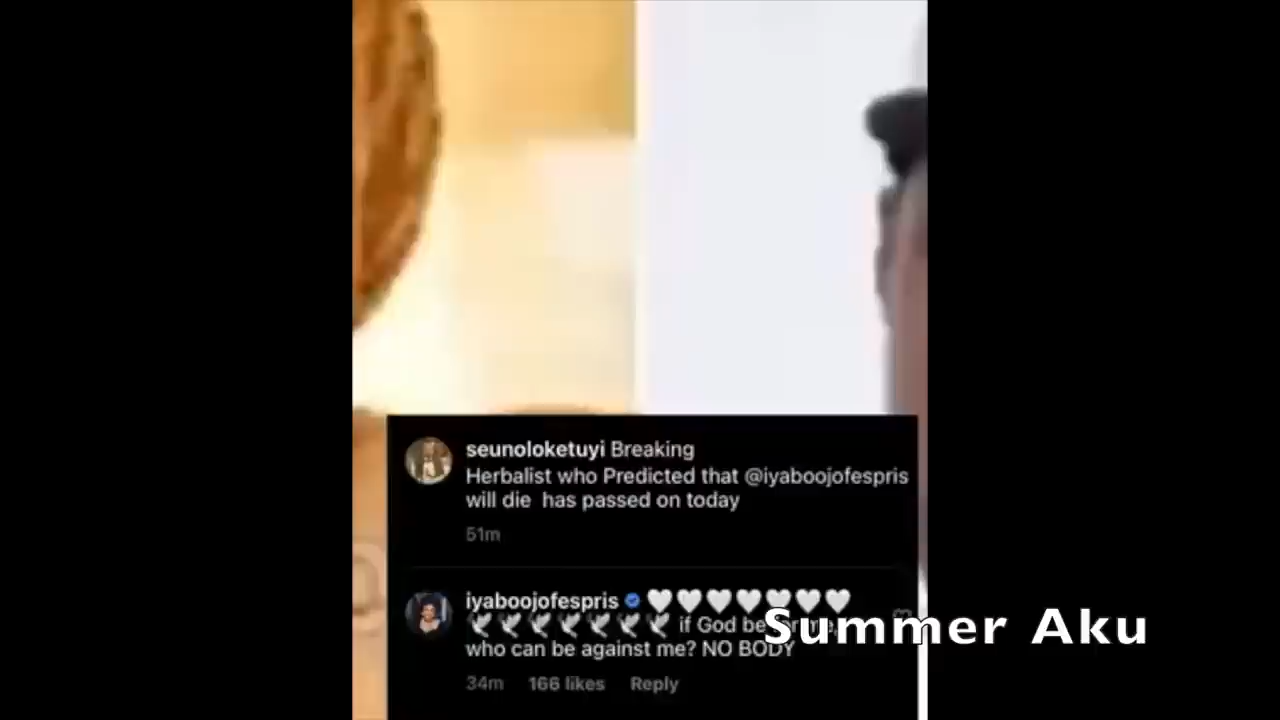 seunoloketuyi Breaking
Herbalist who Predicted that @iyaboojofespris
will die has passed on today
51m
iyaboojofespris 🤍🤍🤍🤍🤍🤍🤍
🕊🕊🕊🕊🕊🕊🕊 if God be
who can be against me? NO BODY
34m 166 likes Reply
Summer Aku